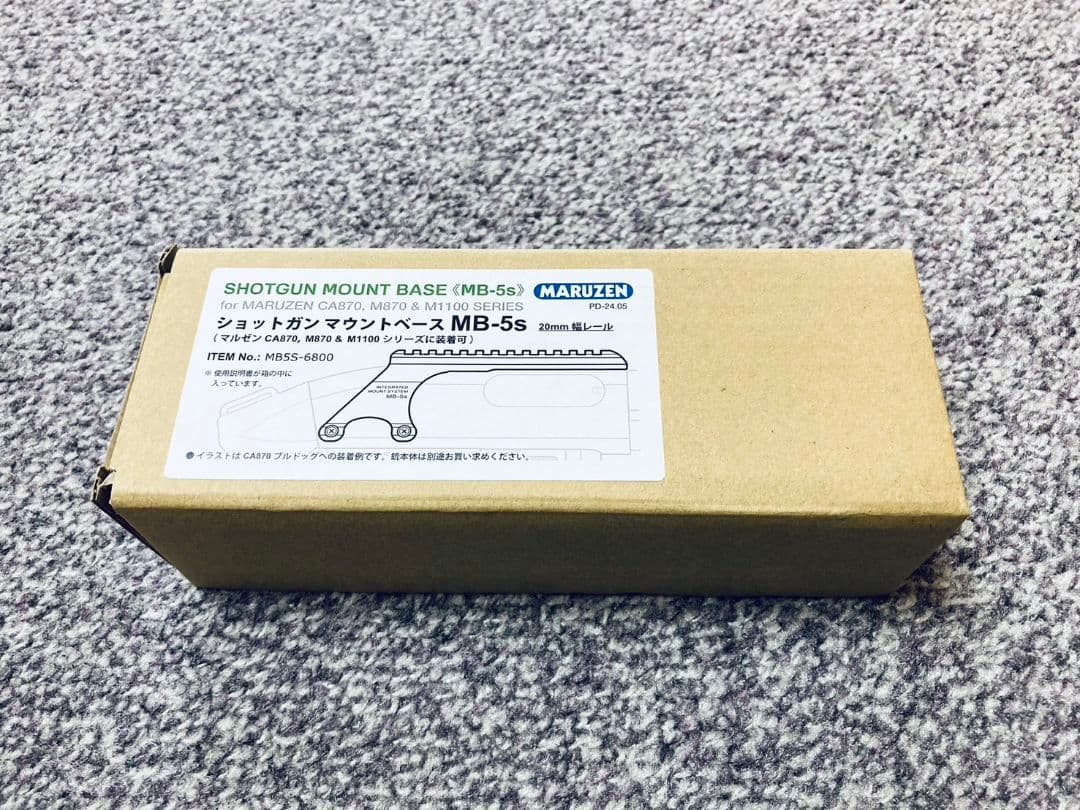 SHOTGUN MOUNT BASE《MB-5s》 MARUZEN
for MARUZEN CA870, M870 & M1100 SERIES PD-24.05
ショットガン マウントベース MB-5s 20mm 幅レール
( マルゼン CA870, M870 & M1100 シリーズに装着可 )
ITEM No.: MB5S-6800
※ 使用説明書が箱の中に
入っています。
INTEGRATED
MOUNT SYSTEM
MB-5s
●イラストは CA870 ブルドッグへの装着例です。銃本体は別途お買い求めください。